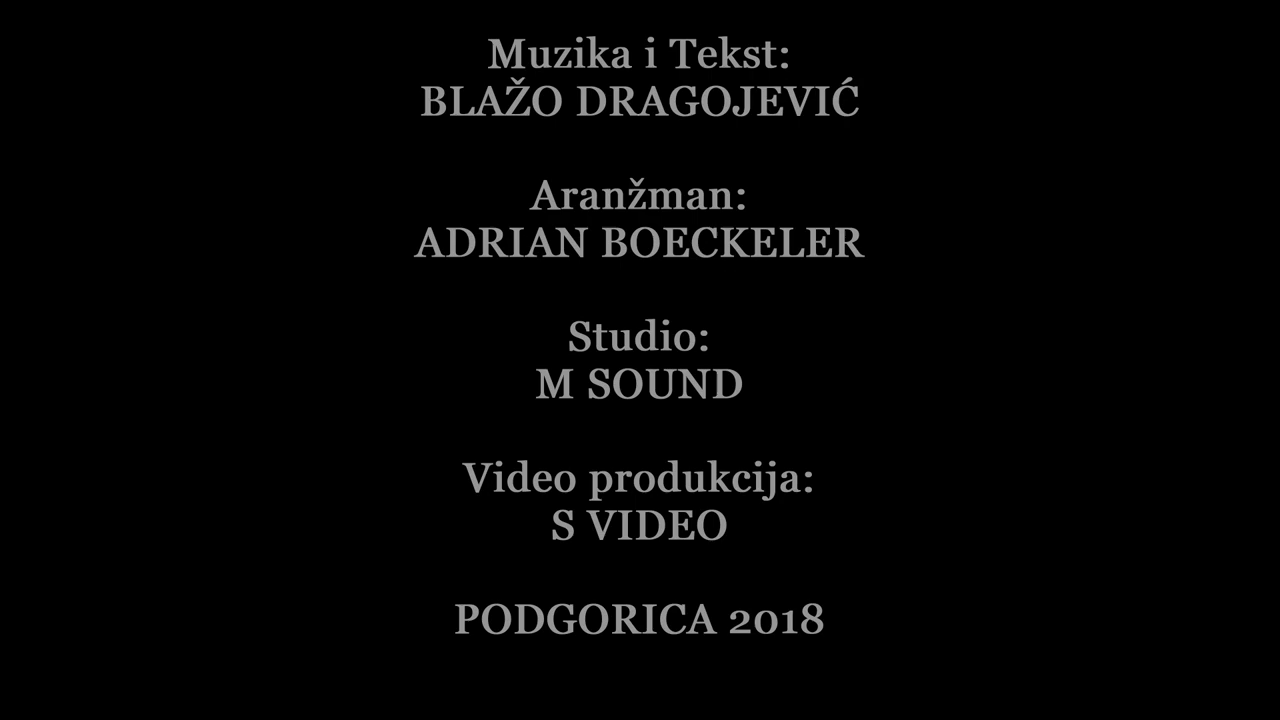 Muzika i Tekst:
BLAŽO DRAGOJEVIĆ
Aranžman:
ADRIAN BOECKELER
Studio:
M SOUND
Video produkcija:
S VIDEO
PODGORICA 2018